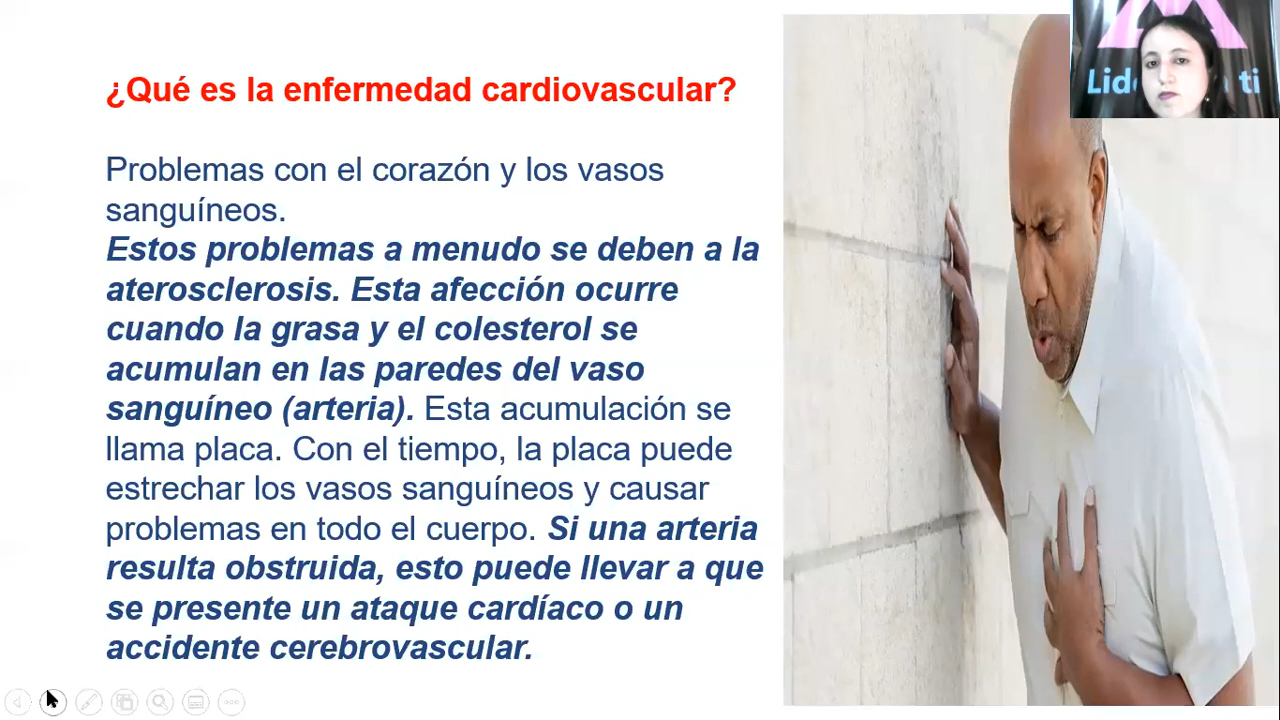 ¿Qué es la enfermedad cardiovascular?
Problemas con el corazón y los vasos
sanguíneos.
Estos problemas a menudo se deben a la
aterosclerosis. Esta afección ocurre
cuando la grasa y el colesterol se
acumulan en las paredes del vaso
sanguíneo (arteria). Esta acumulación se
llama placa. Con el tiempo, la placa puede
estrechar los vasos sanguíneos y causar
problemas en todo el cuerpo. Si una arteria
resulta obstruida, esto puede llevar a que
se presente un ataque cardíaco o un
accidente cerebrovascular.
ti